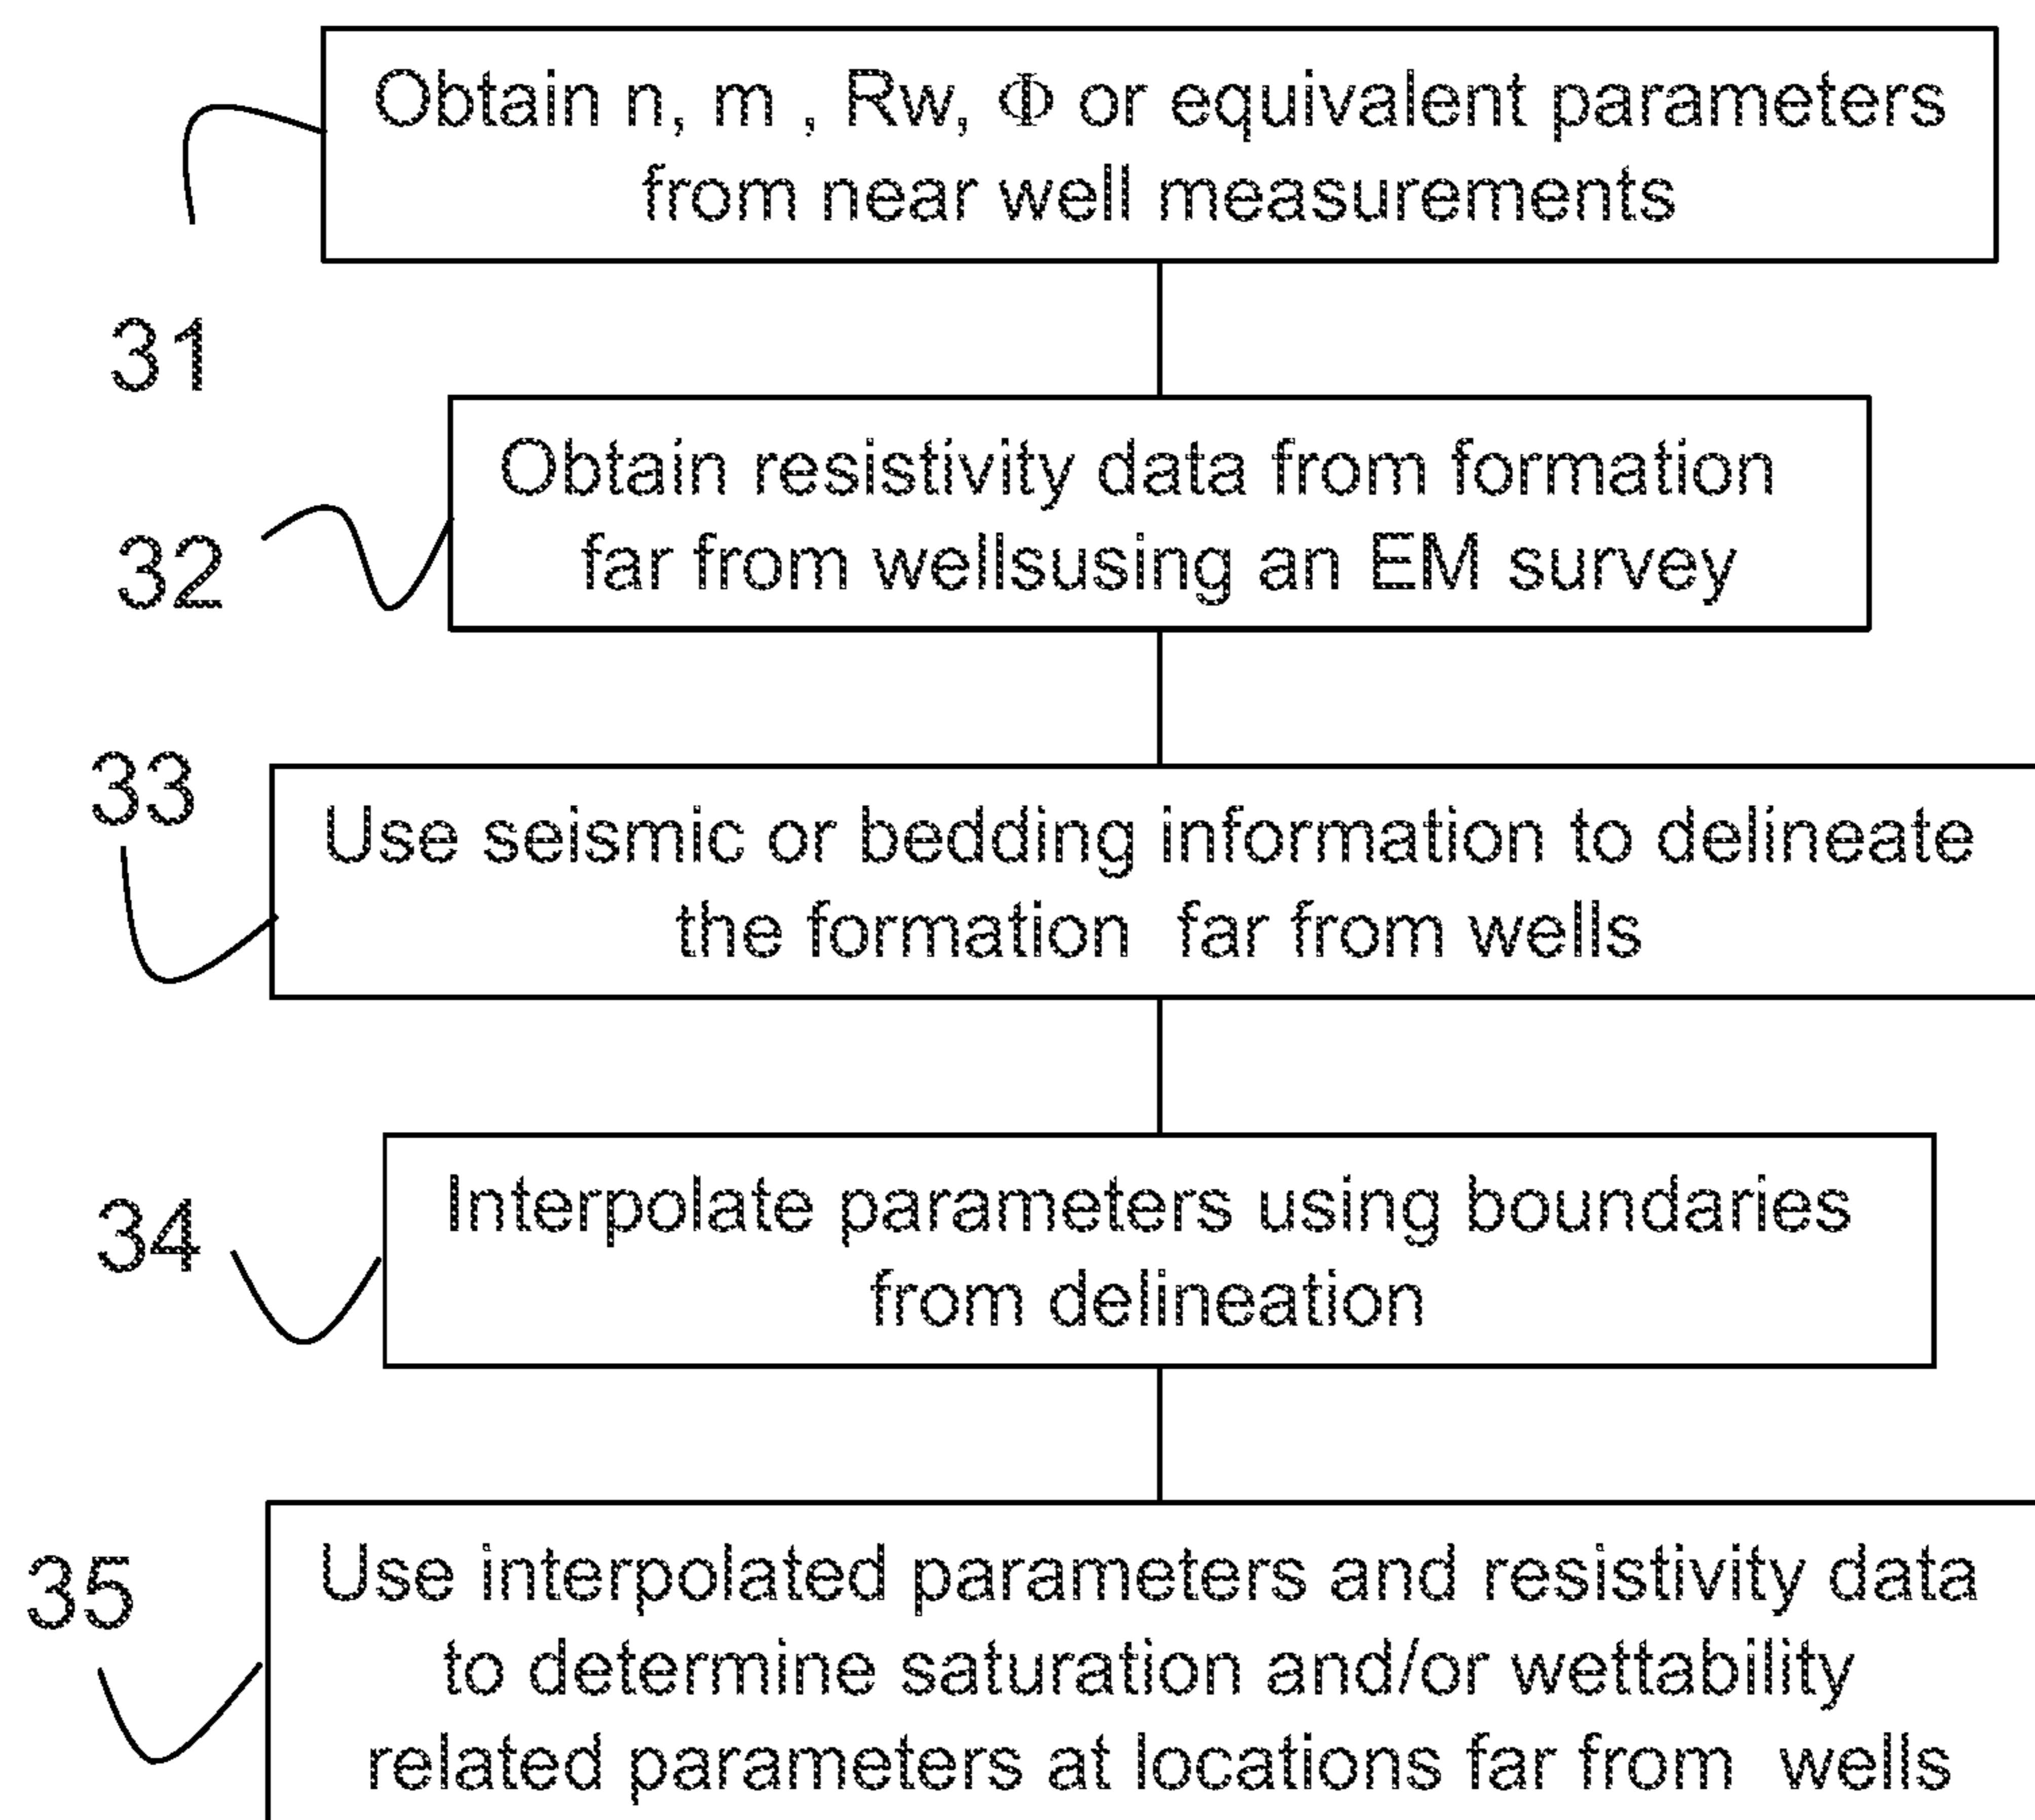 Obtain n, m , Rw, Φ or equivalent parameters
from near well measurements
31
Obtain resistivity data from formation
far from wellsusing an EM survey
32
33
Use seismic or bedding information to delineate
the formation far from wells
Interpolate parameters using boundaries
from delineation
34
Use interpolated parameters and resistivity data
to determine saturation and/or wettability
related parameters at locations far from wells
35